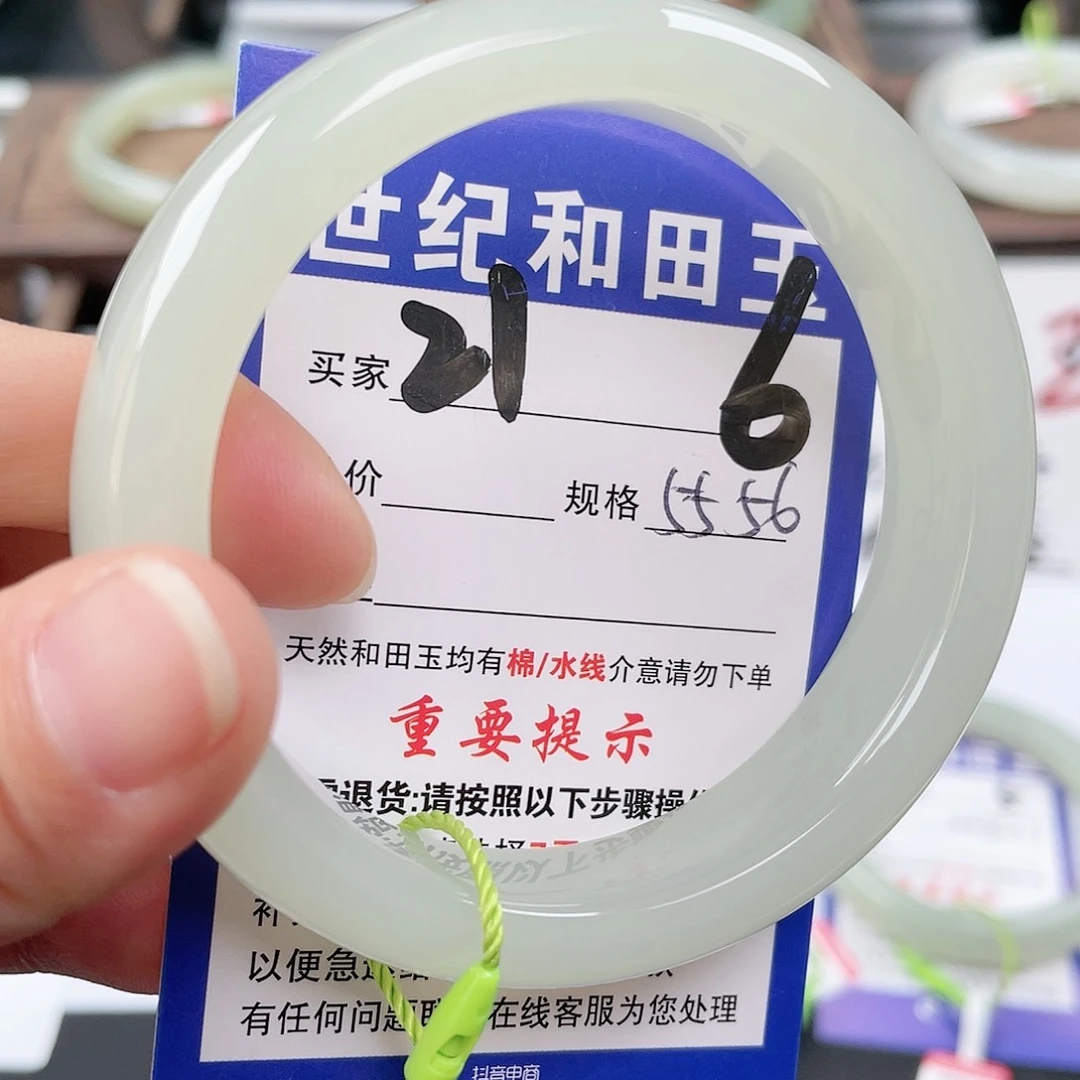 世纪和田玉
买家 21 6
价 规格 55-56
天然和田玉均有棉/水线介意请勿下单
重要提示
退货:请按照以下步骤操
以便急
有任何问题 在线客服为您处理
抖音电商